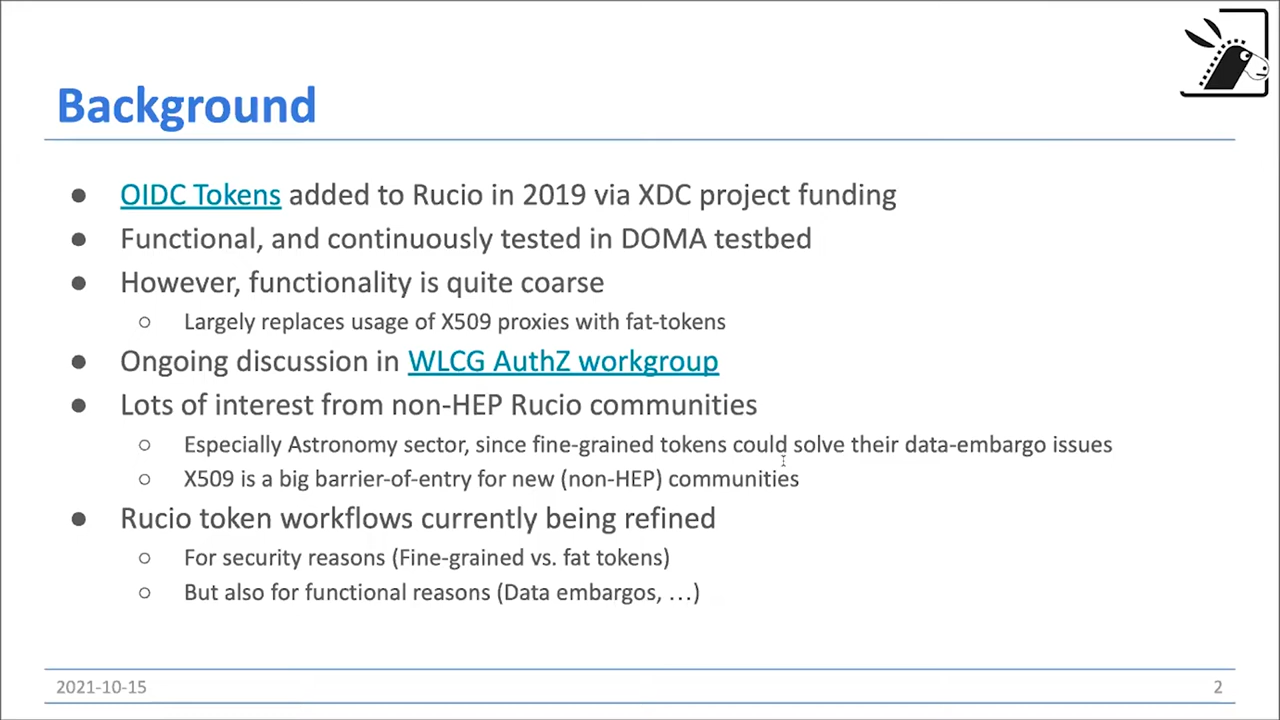 Background
● OIDC Tokens added to Rucio in 2019 via XDC project funding
● Functional, and continuously tested in DOMA testbed
● However, functionality is quite coarse
○ Largely replaces usage of X509 proxies with fat-tokens
● Ongoing discussion in WLCG AuthZ workgroup
● Lots of interest from non-HEP Rucio communities
○ Especially Astronomy sector, since fine-grained tokens could solve their data-embargo issues
○ X509 is a big barrier-of-entry for new (non-HEP) communities
● Rucio token workflows currently being refined
○ For security reasons (Fine-grained vs. fat tokens)
○ But also for functional reasons (Data embargos, …)
2021-10-15
2